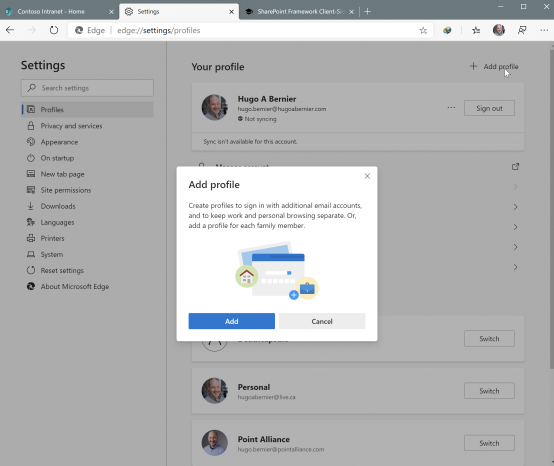 Contoso Intranet - Home
Settings
SharePoint Framework Client-Si
Edge
edge://settings/profiles
Settings
Search settings
Profiles
Privacy and services
Appearance
On startup
New tab page
Site permissions
Downloads
Languages
Printers
System
Reset settings
About Microsoft Edge
Your profile
Add profile
Hugo A Bernier
hugo.bernier@hugoabernier.com
Not syncing
Sign out
Sync isn't available for this account.
Add profile
Create profiles to sign in with additional email accounts,
and to keep work and personal browsing separate. Or,
add a profile for each family member.
Add
Cancel
Switch
Personal
hugoabernier@live.ca
Switch
Point Alliance
hugo.bernier@pointalliance.com
Switch